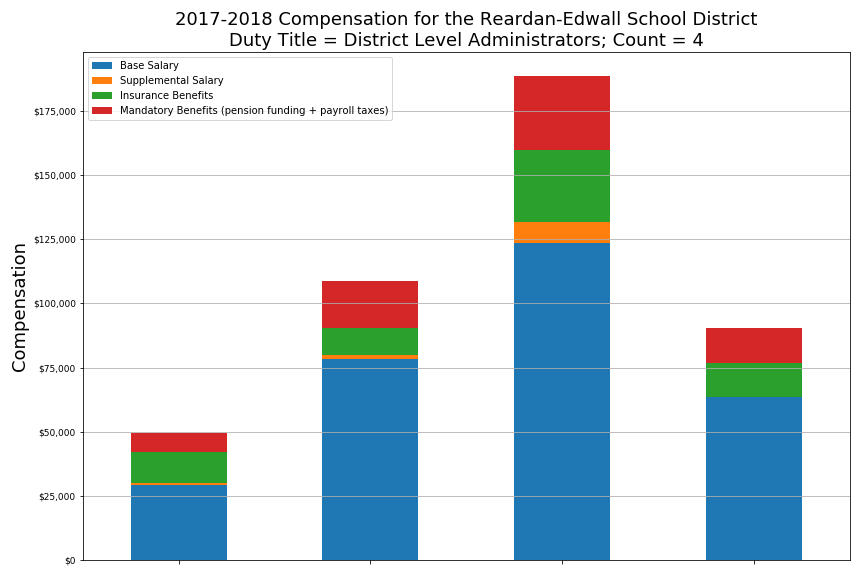 2017-2018 Compensation for the Reardan-Edwall School District
Duty Title = District Level Administrators; Count = 4
Base Salary
Supplemental Salary
Insurance Benefits
Mandatory Benefits (pension funding + payroll taxes)
Compensation
$175,000
$150,000
$125,000
$100,000
$75,000
$50,000
$25,000
$0